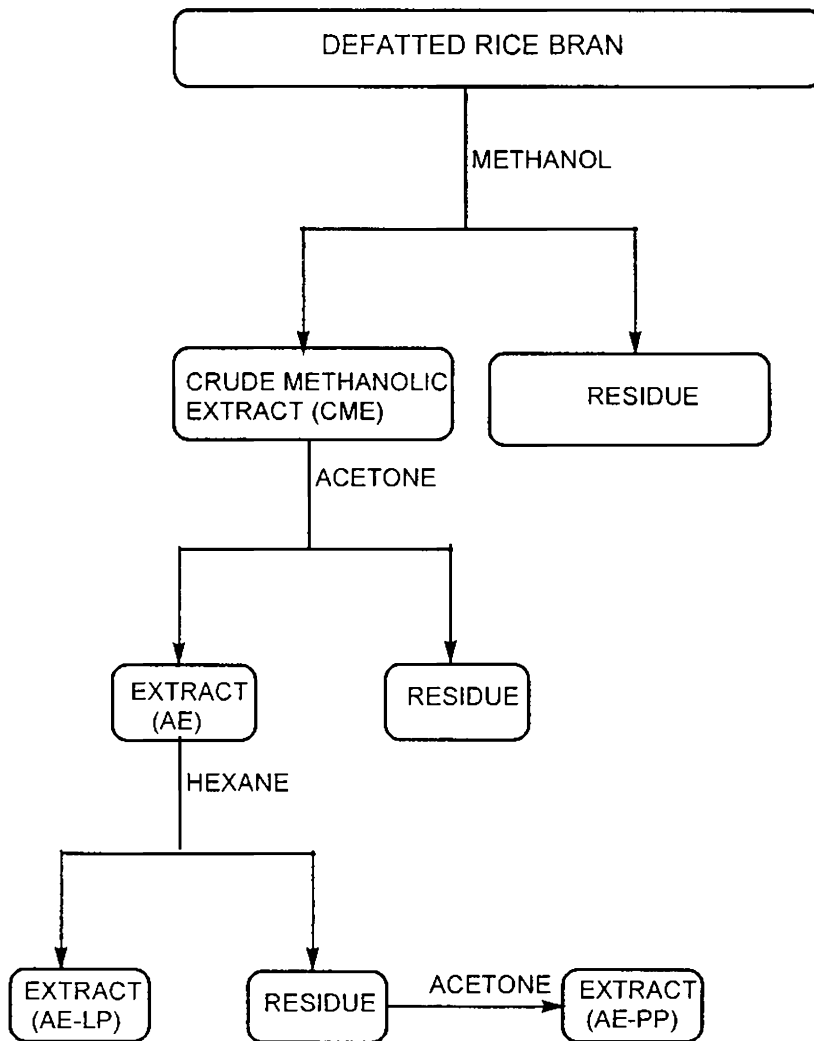 DEFATTED RICE BRAN
METHANOL
CRUDE METHANOLIC
EXTRACT (CME)
RESIDUE
ACETONE
EXTRACT
(AE)
RESIDUE
HEXANE
EXTRACT
(AE-LP)
RESIDUE
ACETONE
EXTRACT
(AE-PP)